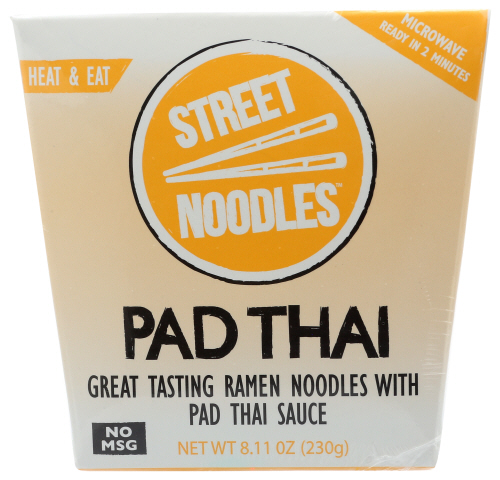 HEAT & EAT
MICROWAVE
READY IN 2 MINUTES
STREET
NOODLES™
PAD THAI
GREAT TASTING RAMEN NOODLES WITH
PAD THAI SAUCE
NO
MSG
NET WT 8.11 OZ (230g)